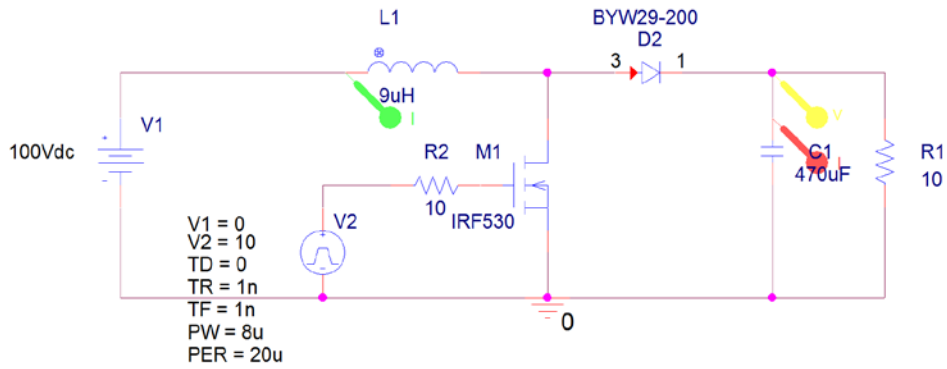 BYW29-200
L1
D2
3
1
9uH
I
V
V1
100Vdc
R2
M1
C1
I
R1
10
470uF
10
IRF530
V2
V1 = 0
V2 = 10
TD = 0
TR = 1n
TF = 1n
PW = 8u
PER = 20u
0